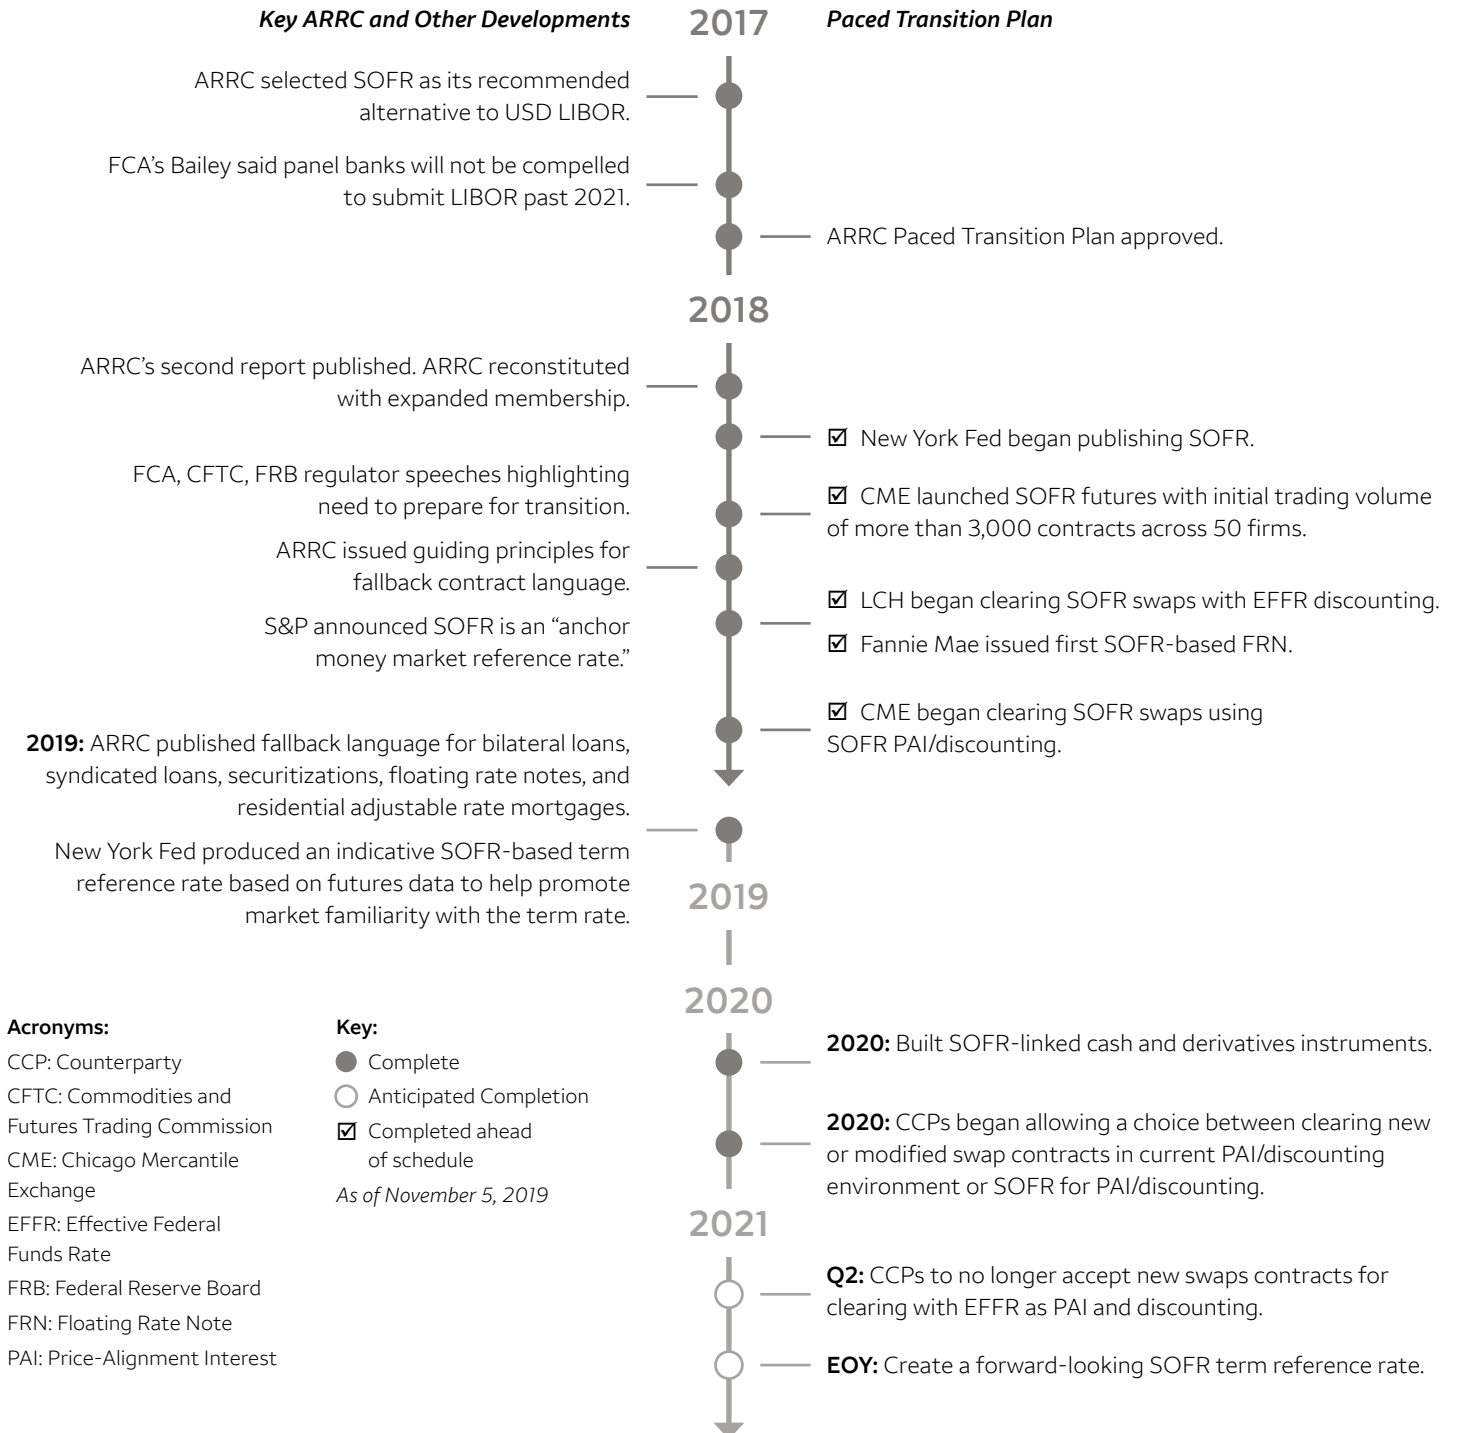 Key ARRC and Other Developments
2017
Paced Transition Plan
ARRC selected SOFR as its recommended
alternative to USD LIBOR.
FCA's Bailey said panel banks will not be compelled
to submit LIBOR past 2021.
ARRC Paced Transition Plan approved.
2018
ARRC's second report published. ARRC reconstituted
with expanded membership.
☑ New York Fed began publishing SOFR.
FCA, CFTC, FRB regulator speeches highlighting
need to prepare for transition.
☑ CME launched SOFR futures with initial trading volume
of more than 3,000 contracts across 50 firms.
ARRC issued guiding principles for
fallback contract language.
☑ LCH began clearing SOFR swaps with EFFR discounting.
S&P announced SOFR is an “anchor
money market reference rate.”
☑ Fannie Mae issued first SOFR-based FRN.
☑ CME began clearing SOFR swaps using
SOFR PAI/discounting.
2019: ARRC published fallback language for bilateral loans,
syndicated loans, securitizations, floating rate notes, and
residential adjustable rate mortgages.
New York Fed produced an indicative SOFR-based term
reference rate based on futures data to help promote
market familiarity with the term rate.
2019
2020
2020: Built SOFR-linked cash and derivatives instruments.
2020: CCPs began allowing a choice between clearing new
or modified swap contracts in current PAI/discounting
environment or SOFR for PAI/discounting.
2021
Q2: CCPs to no longer accept new swaps contracts for
clearing with EFFR as PAI and discounting.
EOY: Create a forward-looking SOFR term reference rate.
Acronyms:
CCP: Counterparty
CFTC: Commodities and
Futures Trading Commission
CME: Chicago Mercantile
Exchange
EFFR: Effective Federal
Funds Rate
FRB: Federal Reserve Board
FRN: Floating Rate Note
PAI: Price-Alignment Interest
Key:
Complete
Anticipated Completion
☑ Completed ahead
of schedule
As of November 5, 2019